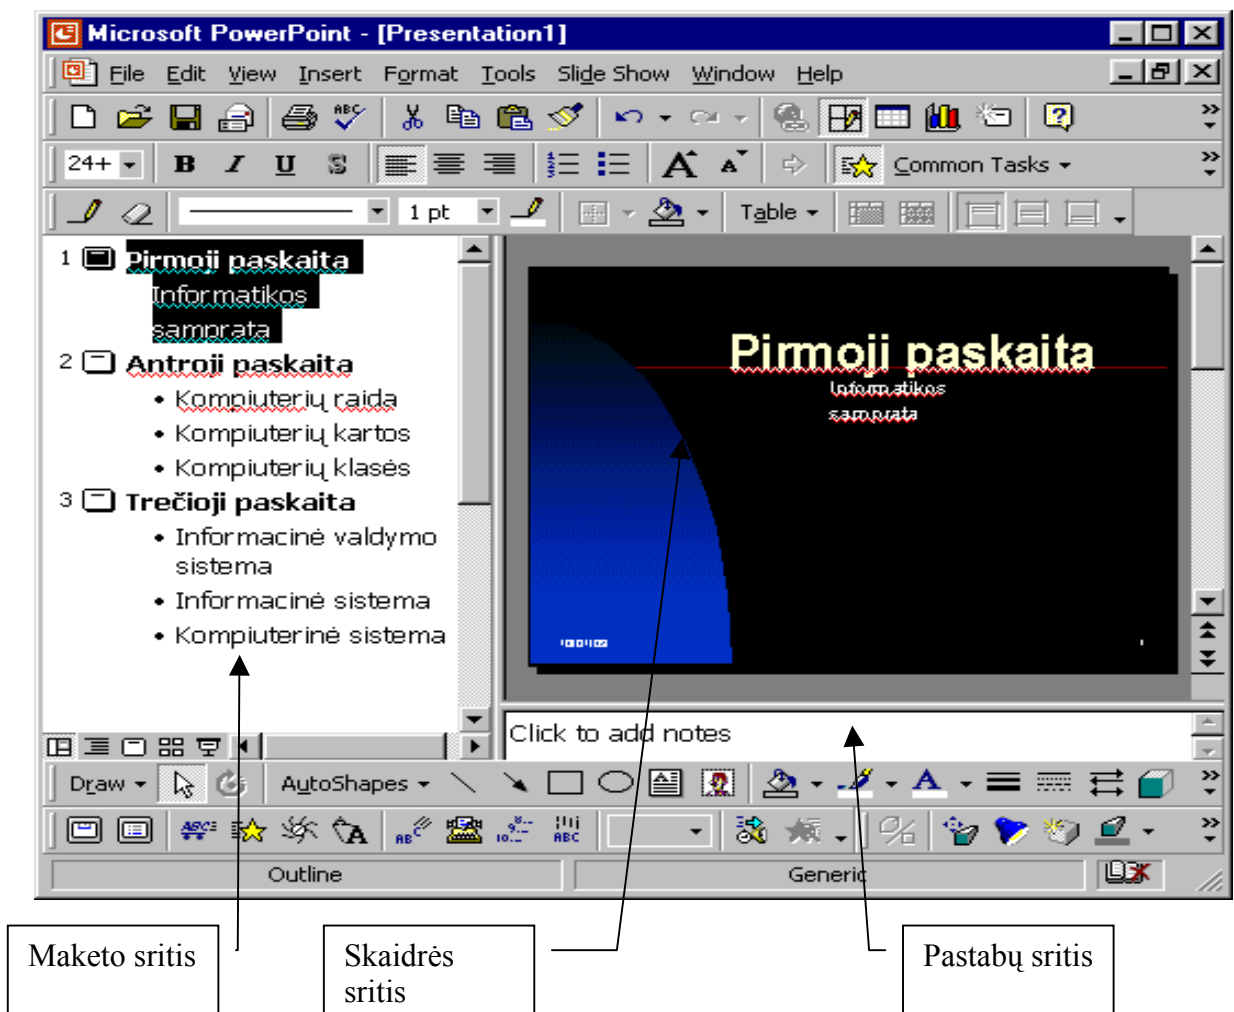 Microsoft PowerPoint - [Presentation1]
File Edit View Insert Format Tools Slide Show Window Help
ABC
24+ B I U S A A Common Tasks
1 pt Table
1 Pirmoji paskaita
Informatikos
samprata
2 Antroji paskaita
• Kompiuterių raida
• Kompiuterių kartos
• Kompiuterių klasės
3 Trečioji paskaita
• Informacinė valdymo
sistema
• Informacinė sistema
• Kompiuterinė sistema
Pirmoji paskaita
Informatikos
samprata
Click to add notes
Draw AutoShapes A
Outline Generic
Maketo sritis
Skaidrės
sritis
Pastabų sritis